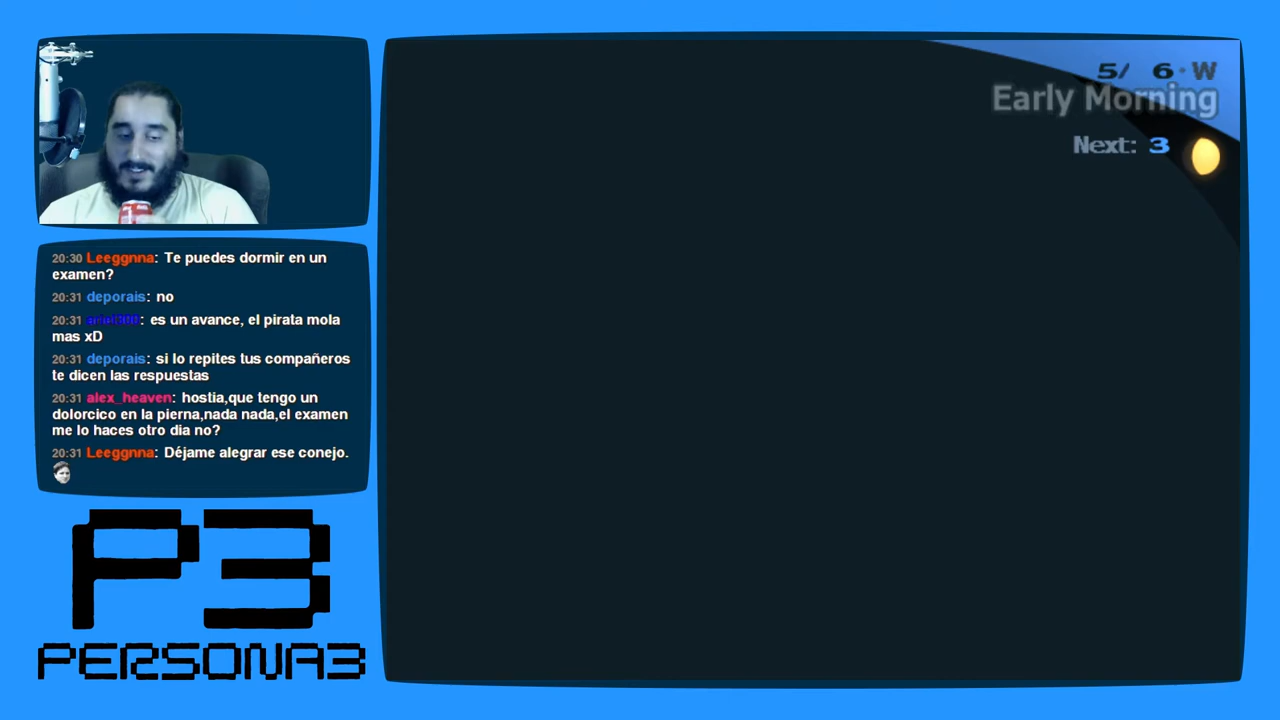 5/ 6·W
Early Morning
Next: 3
20:30 Leeggnna: Te puedes dormir en un
examen?
20:31 deporais: no
20:31 : es un avance, el pirata mola
mas xD
20:31 deporais: si lo repites tus compañeros
te dicen las respuestas
20:31 alex_heaven: hostia,que tengo un
dolorcico en la pierna,nada nada,el examen
me lo haces otro dia no?
20:31 Leeggnna: Déjame alegrar ese conejo.
P3
PERSONA3